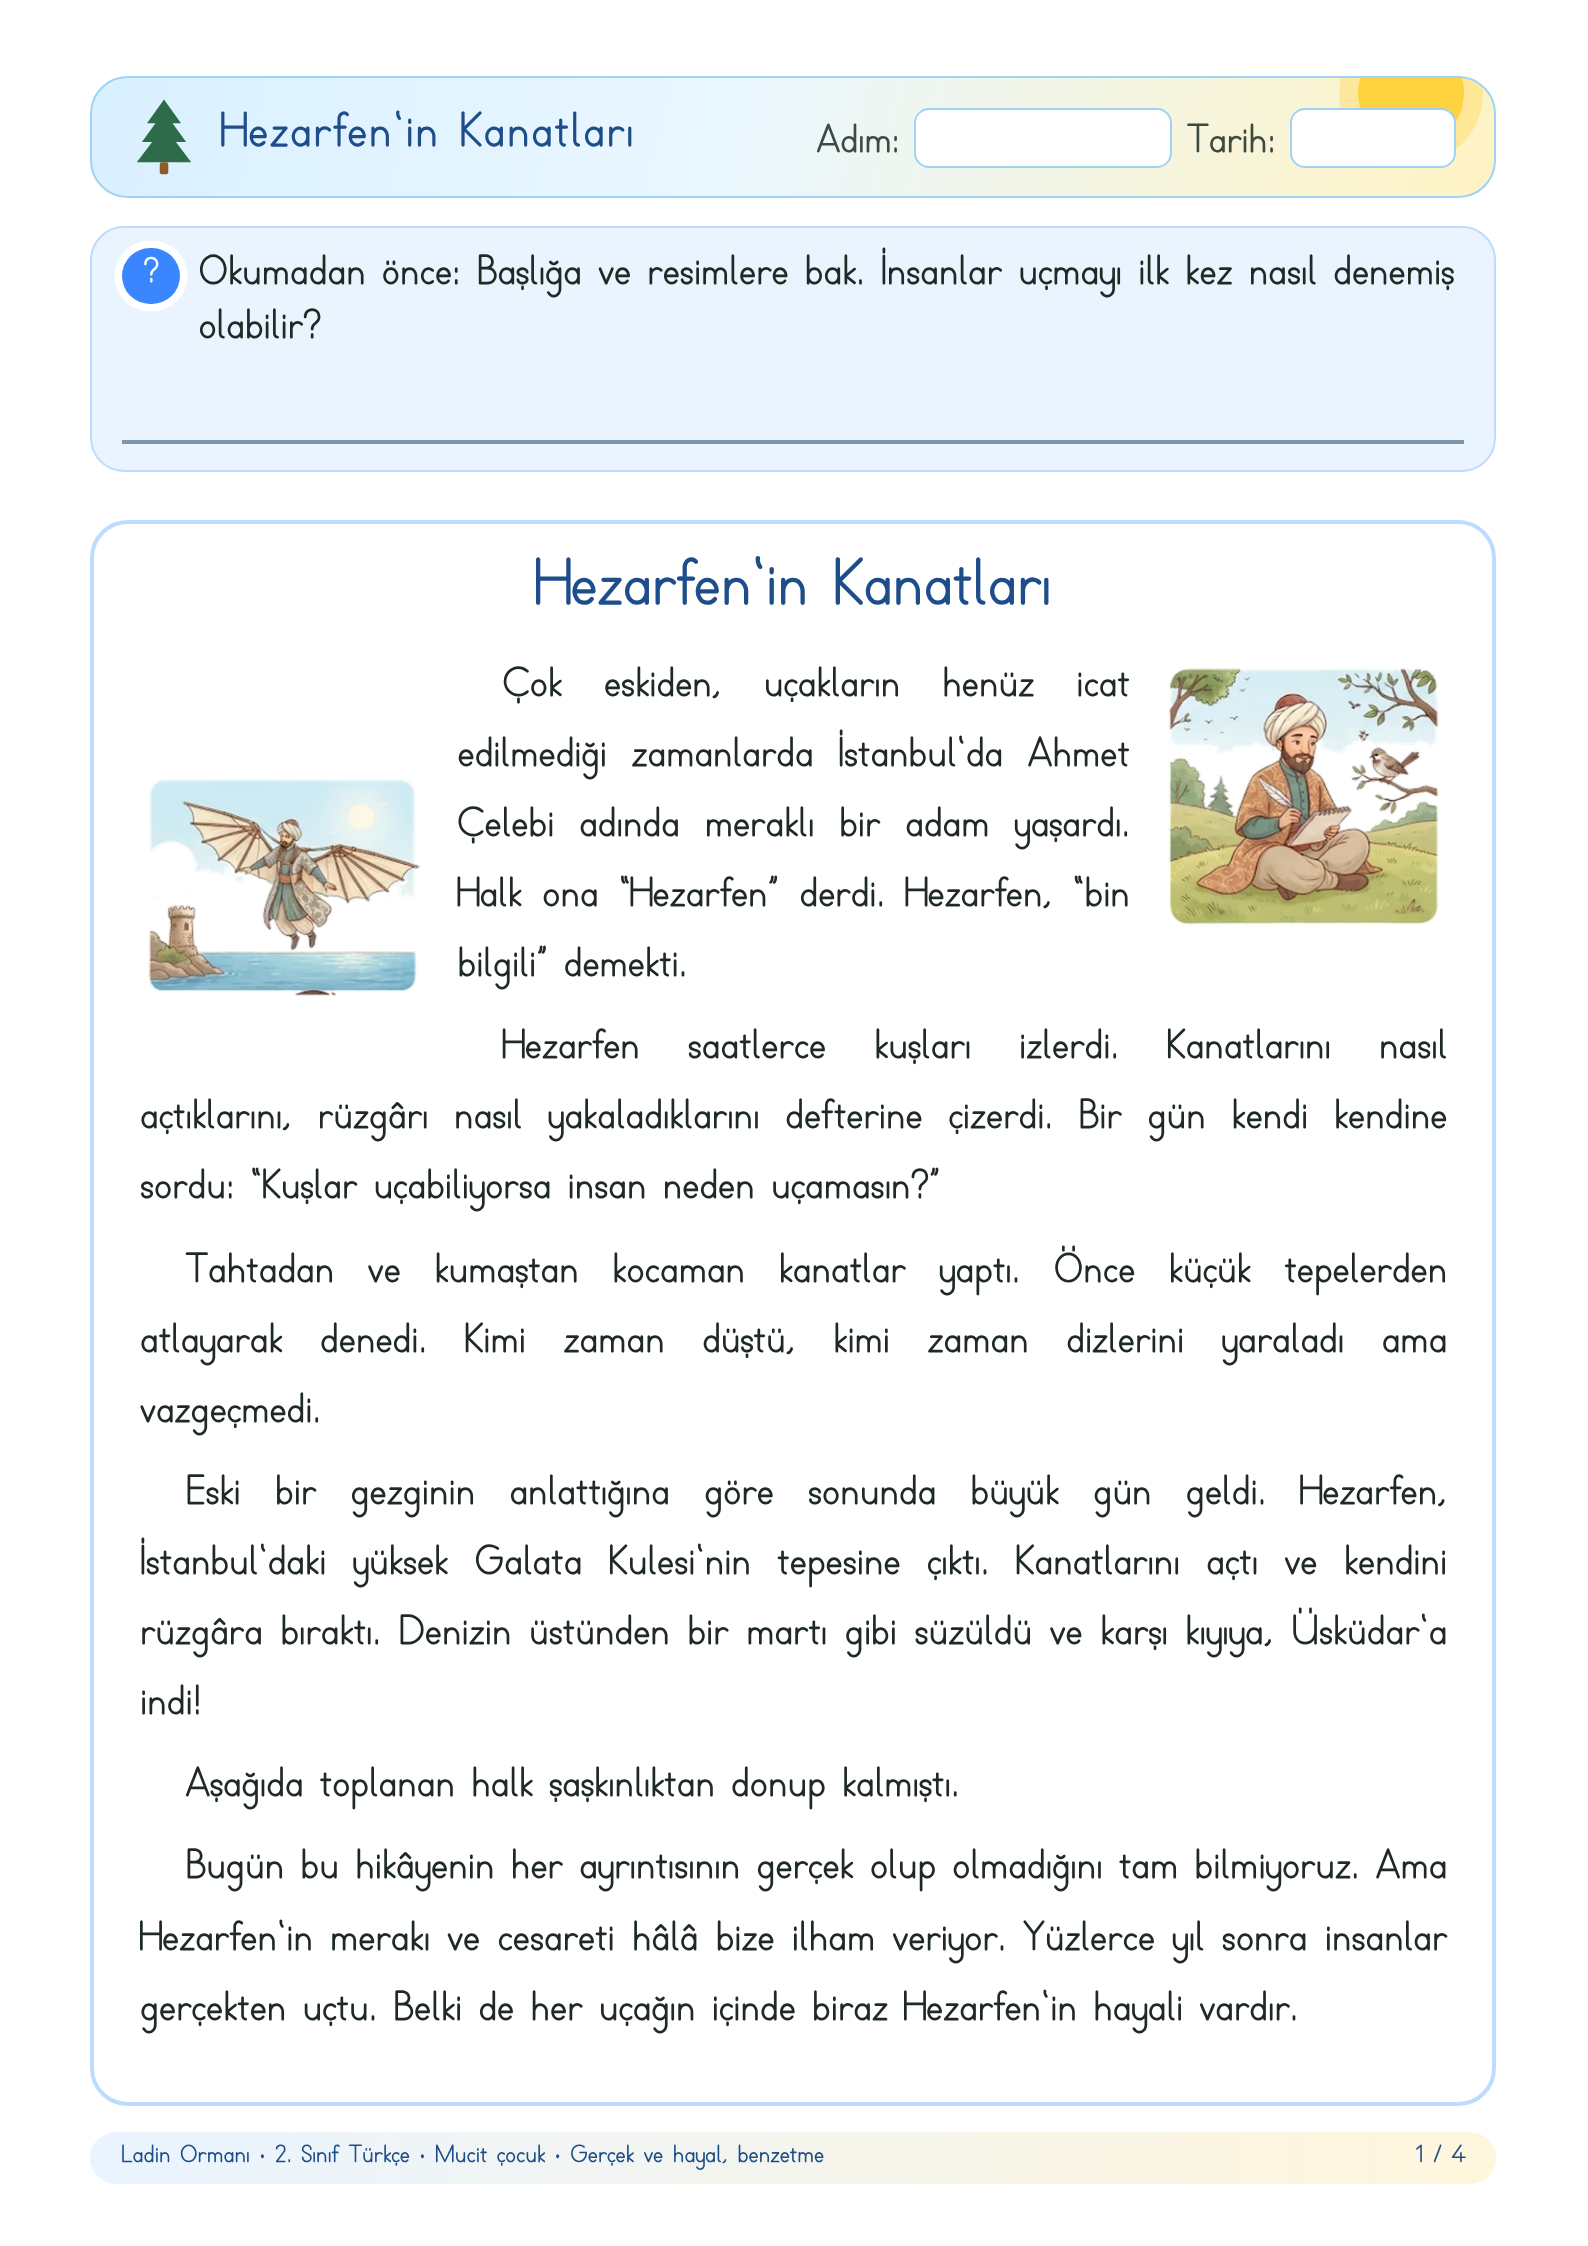 Hezarfen‘in Kanatları
Adım:
Tarih:
?
Okumadan önce: Başlığa ve resimlere bak. İnsanlar uçmayı ilk kez nasıl denemiş
olabilir?
Hezarfen‘in Kanatları
Çok eskiden, uçakların henüz icat
edilmediği zamanlarda İstanbul‘da Ahmet
Çelebi adında meraklı bir adam yaşardı.
Halk ona “Hezarfen” derdi. Hezarfen, “bin
bilgili” demekti.
Hezarfen saatlerce kuşları izlerdi. Kanatlarını nasıl
açtıklarını, rüzgârı nasıl yakaladıklarını defterine çizerdi. Bir gün kendi kendine
sordu: “Kuşlar uçabiliyorsa insan neden uçamasın?”
Tahtadan ve kumaştan kocaman kanatlar yaptı. Önce küçük tepelerden
atlayarak denedi. Kimi zaman düştü, kimi zaman dizlerini yaraladı ama
vazgeçmedi.
Eski bir gezginin anlattığına göre sonunda büyük gün geldi. Hezarfen,
İstanbul‘daki yüksek Galata Kulesi‘nin tepesine çıktı. Kanatlarını açtı ve kendini
rüzgâra bıraktı. Denizin üstünden bir martı gibi süzüldü ve karşı kıyıya, Üsküdar‘a
indi!
Aşağıda toplanan halk şaşkınlıktan donup kalmıştı.
Bugün bu hikâyenin her ayrıntısının gerçek olup olmadığını tam bilmiyoruz. Ama
Hezarfen‘in merakı ve cesareti hâlâ bize ilham veriyor. Yüzlerce yıl sonra insanlar
gerçekten uçtu. Belki de her uçağın içinde biraz Hezarfen‘in hayali vardır.
Ladin Ormanı • 2. Sınıf Türkçe • Mucit çocuk • Gerçek ve hayal, benzetme
1 / 4